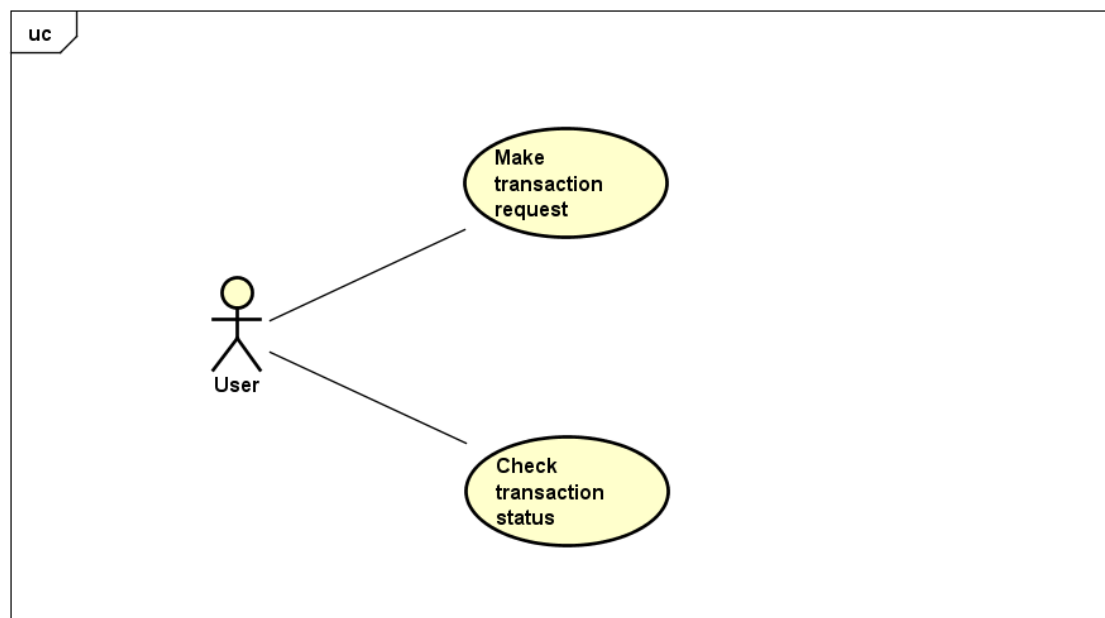 uc
Make
transaction
request
User
Check
transaction
status